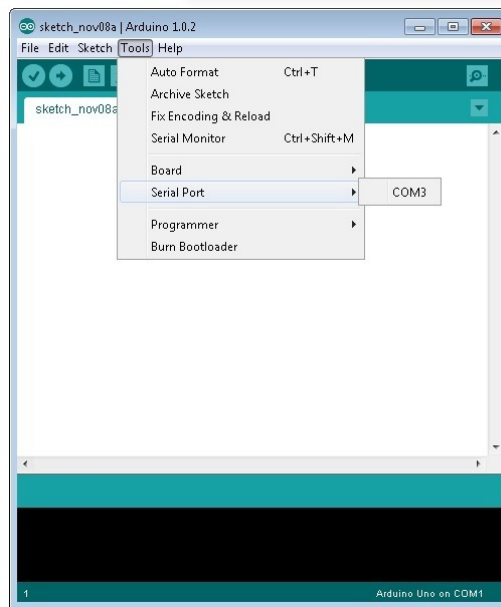 sketch_nov08a | Arduino 1.0.2
File Edit Sketch Tools Help
sketch_nov08a
Auto Format Ctrl+T
Archive Sketch
Fix Encoding & Reload
Serial Monitor Ctrl+Shift+M
Board
Serial Port
COM3
Programmer
Burn Bootloader
1 Arduino Uno on COM1